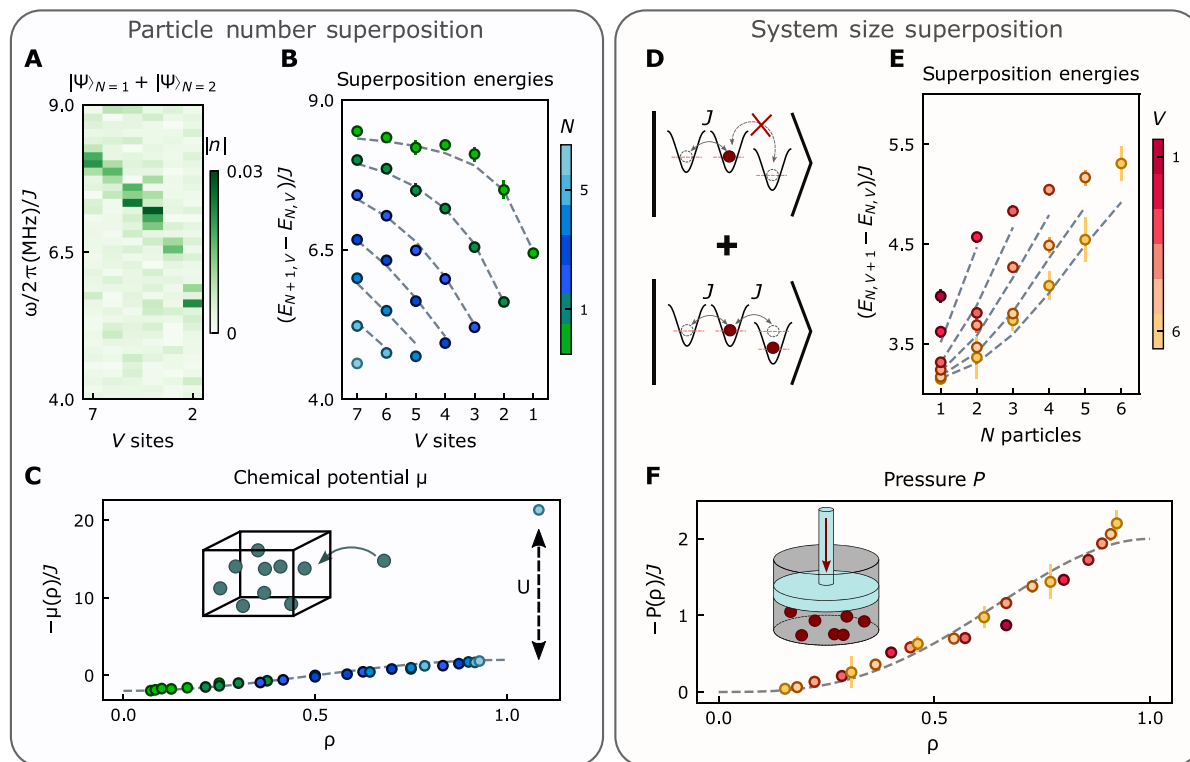 Particle number superposition
A
|Ψ⟩N=1 + |Ψ⟩N=2
9.0
6.5
4.0
ω/2π(MHz)/J
7
2
V sites
|n|
0.03
0
B
Superposition energies
9.0
6.5
4.0
(EN+1,V − EN,V)/J
7 6 5 4 3 2 1
V sites
N
5
1
C
Chemical potential μ
20
10
0
−μ(ρ)/J
U
0.0 0.5 1.0
ρ
System size superposition
D
J
+
J J
E
Superposition energies
5.5
4.5
3.5
(EN,V+1 − EN,V)/J
1 2 3 4 5 6
N particles
V
1
6
F
Pressure P
2
1
0
−P(ρ)/J
0.0 0.5 1.0
ρ